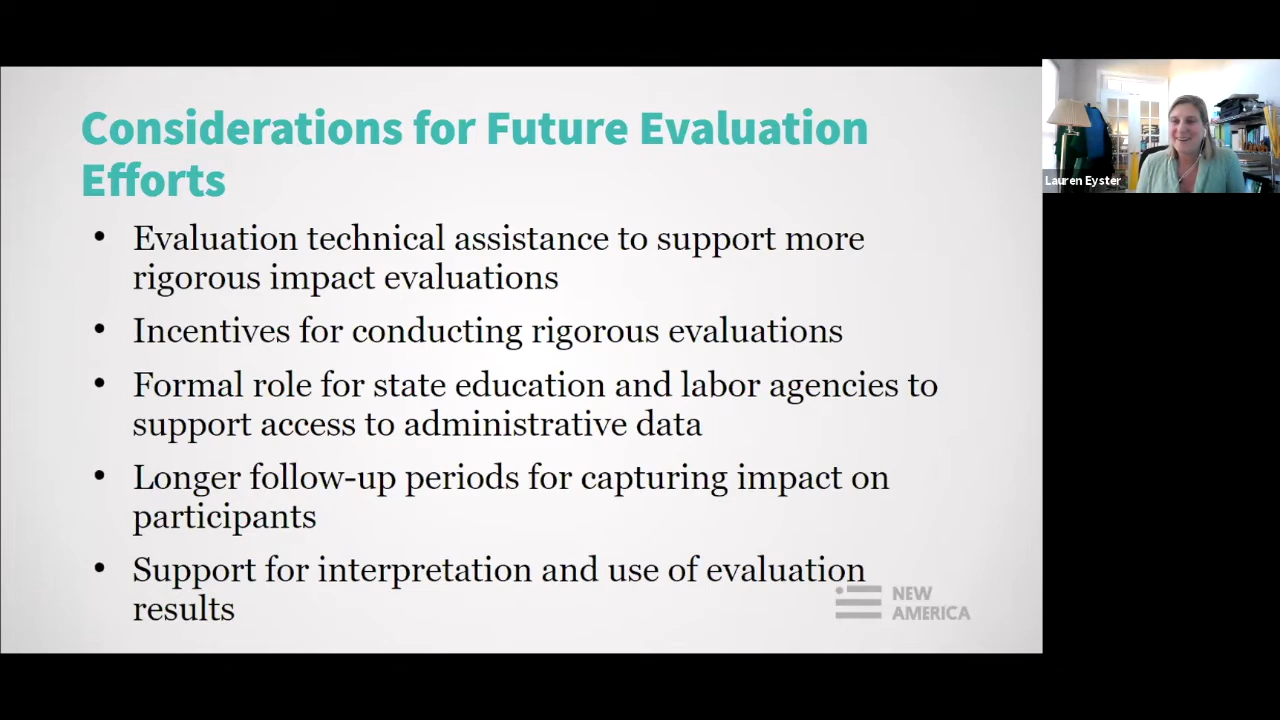 Considerations for Future Evaluation
Efforts
• Evaluation technical assistance to support more
rigorous impact evaluations
• Incentives for conducting rigorous evaluations
• Formal role for state education and labor agencies to
support access to administrative data
• Longer follow-up periods for capturing impact on
participants
• Support for interpretation and use of evaluation
results
NEW
AMERICA
Lauren Eyster